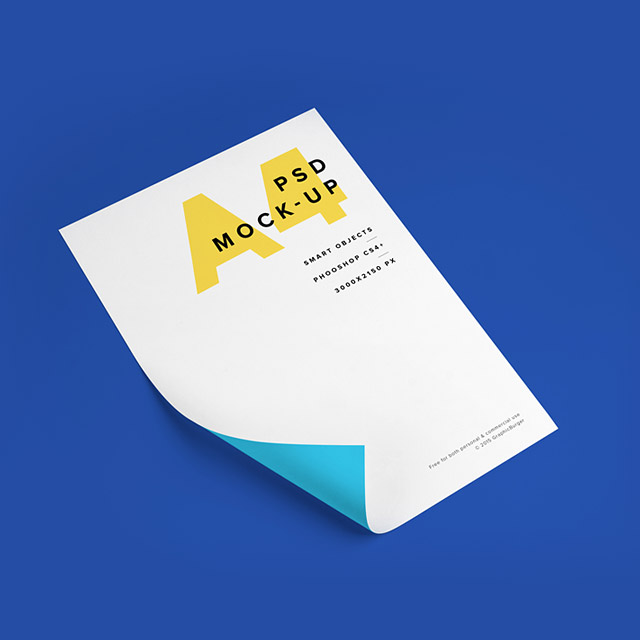 A4
PSD
MOCK-UP
SMART OBJECTS
PHOOSHOP CS4+
3000X2150 PX
Free for both personal & commercial use
© 2015 GraphicBurger